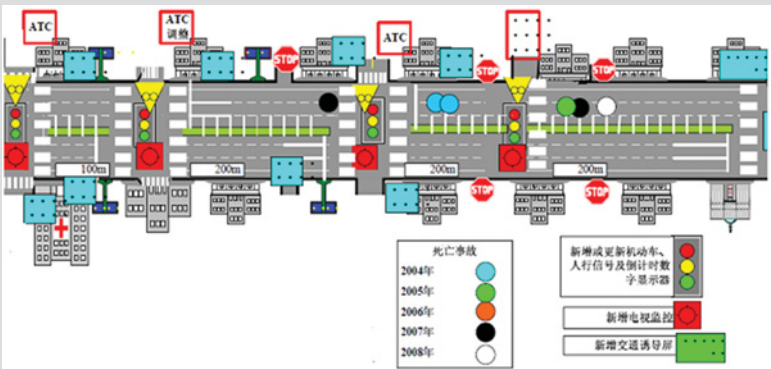 ATC
ATC
训练
ATC
STOP
STOP
STOP
100m
200m
200m
200m
STOP
STOP
死亡事故
2004年
2005年
2006年
2007年
2008年
新增或更新机动车、
人行信号及倒计时数
字显示器
新增电视监控
新增交通诱导屏